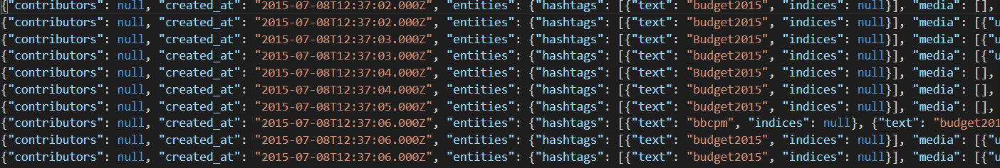 {"contributors": null, "created_at": "2015-07-08T12:37:02.000Z", "entities": {"hashtags": [{"text": "budget2015", "indices": null}], "media": [],
{"contributors": null, "created_at": "2015-07-08T12:37:02.000Z", "entities": {"hashtags": [{"text": "budget2015", "indices": null}], "media": [{"u
{"contributors": null, "created_at": "2015-07-08T12:37:03.000Z", "entities": {"hashtags": [{"text": "Budget2015", "indices": null}], "media": [{"u
{"contributors": null, "created_at": "2015-07-08T12:37:03.000Z", "entities": {"hashtags": [{"text": "budget2015", "indices": null}], "media": [{"u
{"contributors": null, "created_at": "2015-07-08T12:37:04.000Z", "entities": {"hashtags": [{"text": "Budget2015", "indices": null}], "media": [],
{"contributors": null, "created_at": "2015-07-08T12:37:04.000Z", "entities": {"hashtags": [{"text": "budget2015", "indices": null}], "media": [],
{"contributors": null, "created_at": "2015-07-08T12:37:05.000Z", "entities": {"hashtags": [{"text": "budget2015", "indices": null}], "media": [],
{"contributors": null, "created_at": "2015-07-08T12:37:06.000Z", "entities": {"hashtags": [{"text": "bbcpm", "indices": null}, {"text": "budget201
{"contributors": null, "created_at": "2015-07-08T12:37:06.000Z", "entities": {"hashtags": [{"text": "budget2015", "indices": null}], "media": [{"u
{"contributors": null, "created_at": "2015-07-08T12:37:06.000Z", "entities": {"hashtags": [{"text": "budget2015", "indices": null}], "media": [{"u